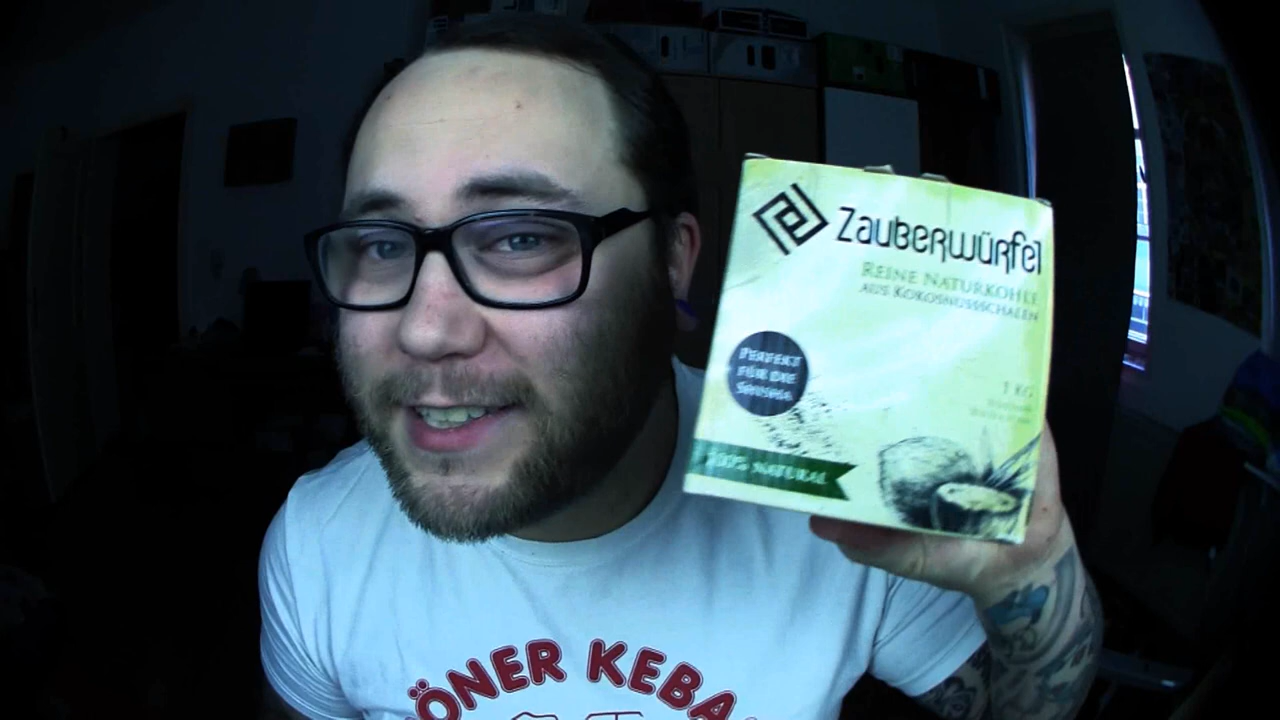 Zauberwürfel
Reine Naturkohle
aus Kokosnussschalen
Perfekt
für die
Shisha
1 KG
100% Natural
öner Keba